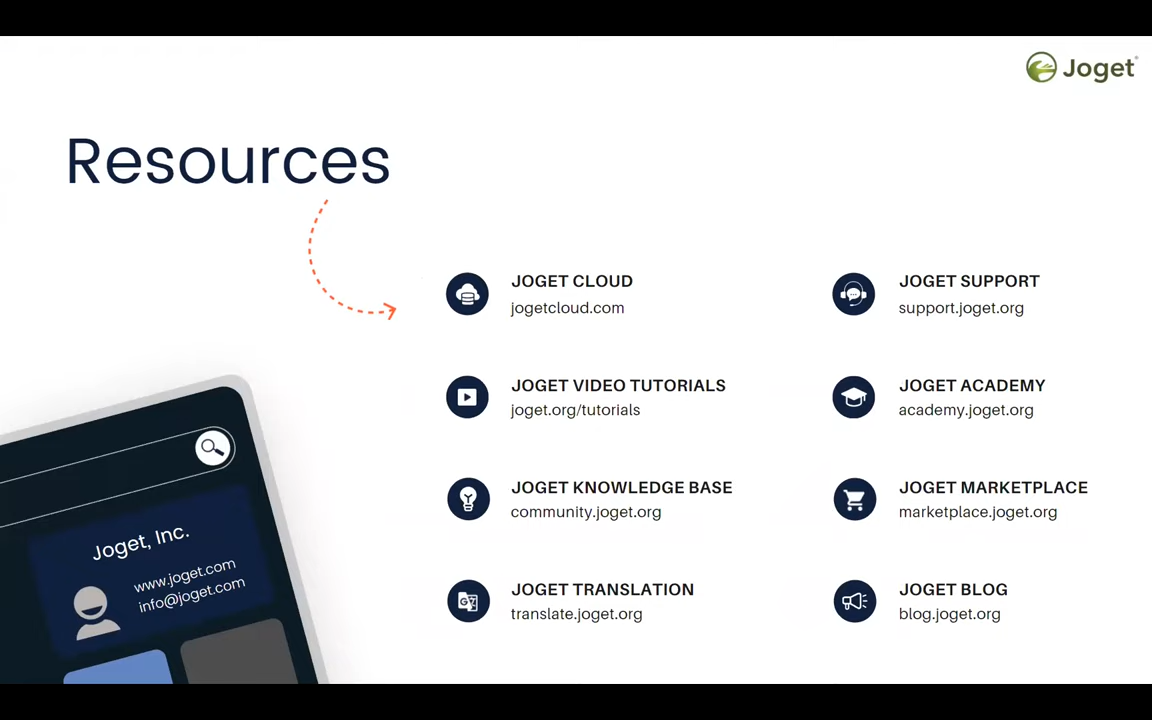 Joget
Resources
JOGET CLOUD
jogetcloud.com
JOGET SUPPORT
support.joget.org
JOGET VIDEO TUTORIALS
joget.org/tutorials
JOGET ACADEMY
academy.joget.org
JOGET KNOWLEDGE BASE
community.joget.org
JOGET MARKETPLACE
marketplace.joget.org
JOGET TRANSLATION
translate.joget.org
JOGET BLOG
blog.joget.org
Joget, Inc.
www.joget.com
info@joget.com